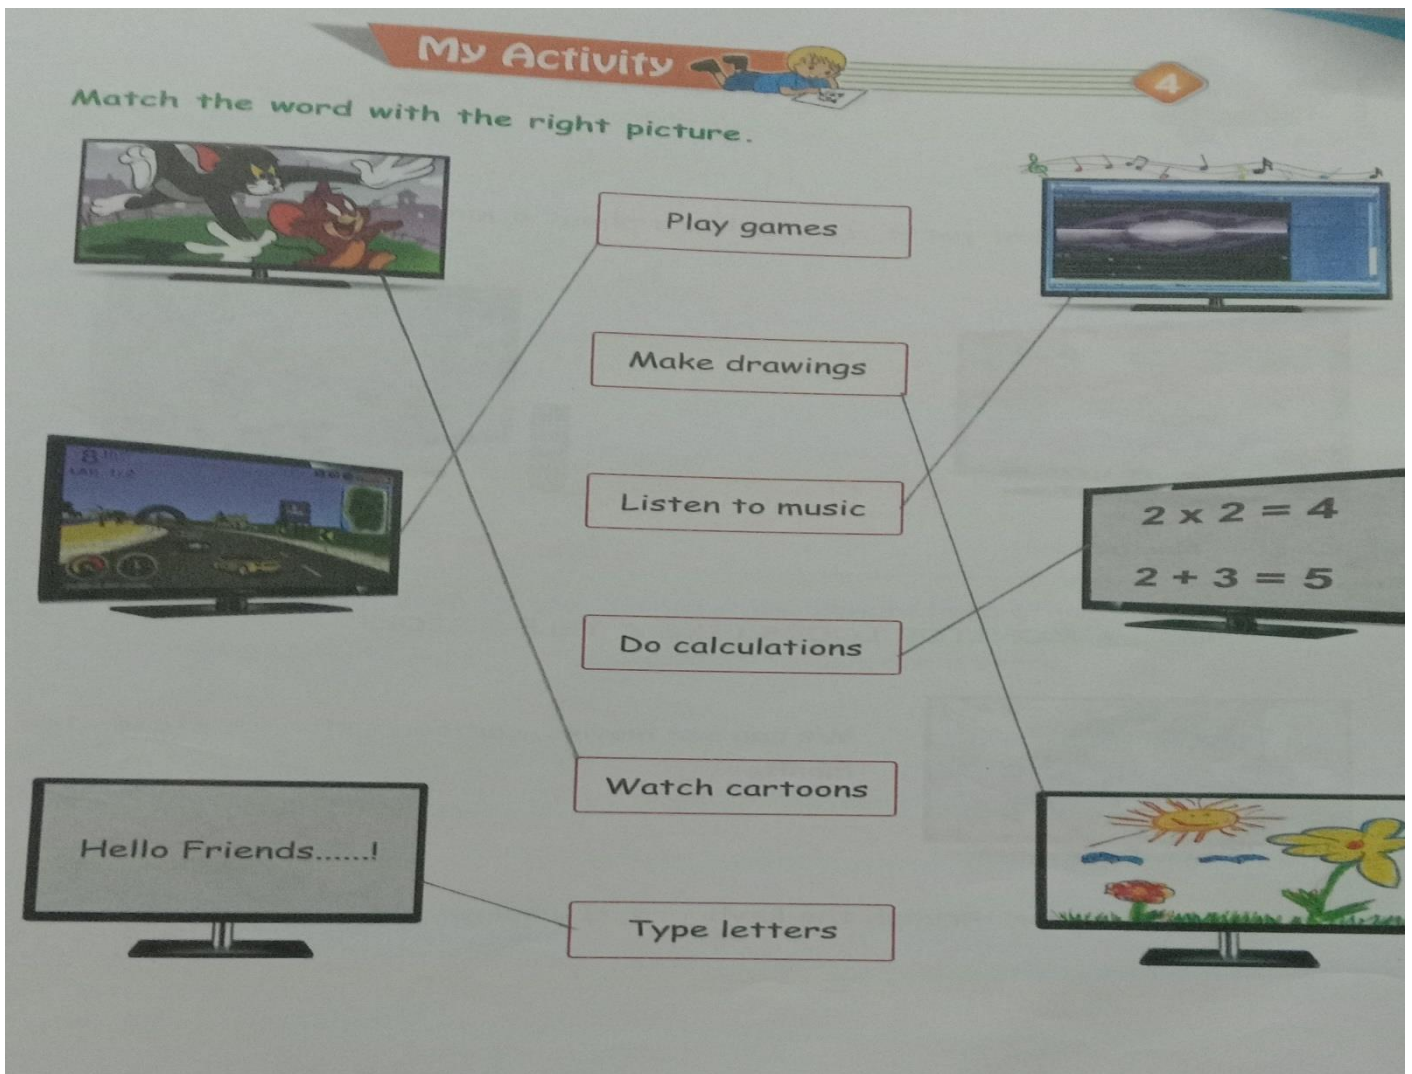 My Activity
4
Match the word with the right picture.
Play games
Make drawings
Listen to music
2 x 2 = 4
2 + 3 = 5
Do calculations
Watch cartoons
Hello Friends......!
Type letters